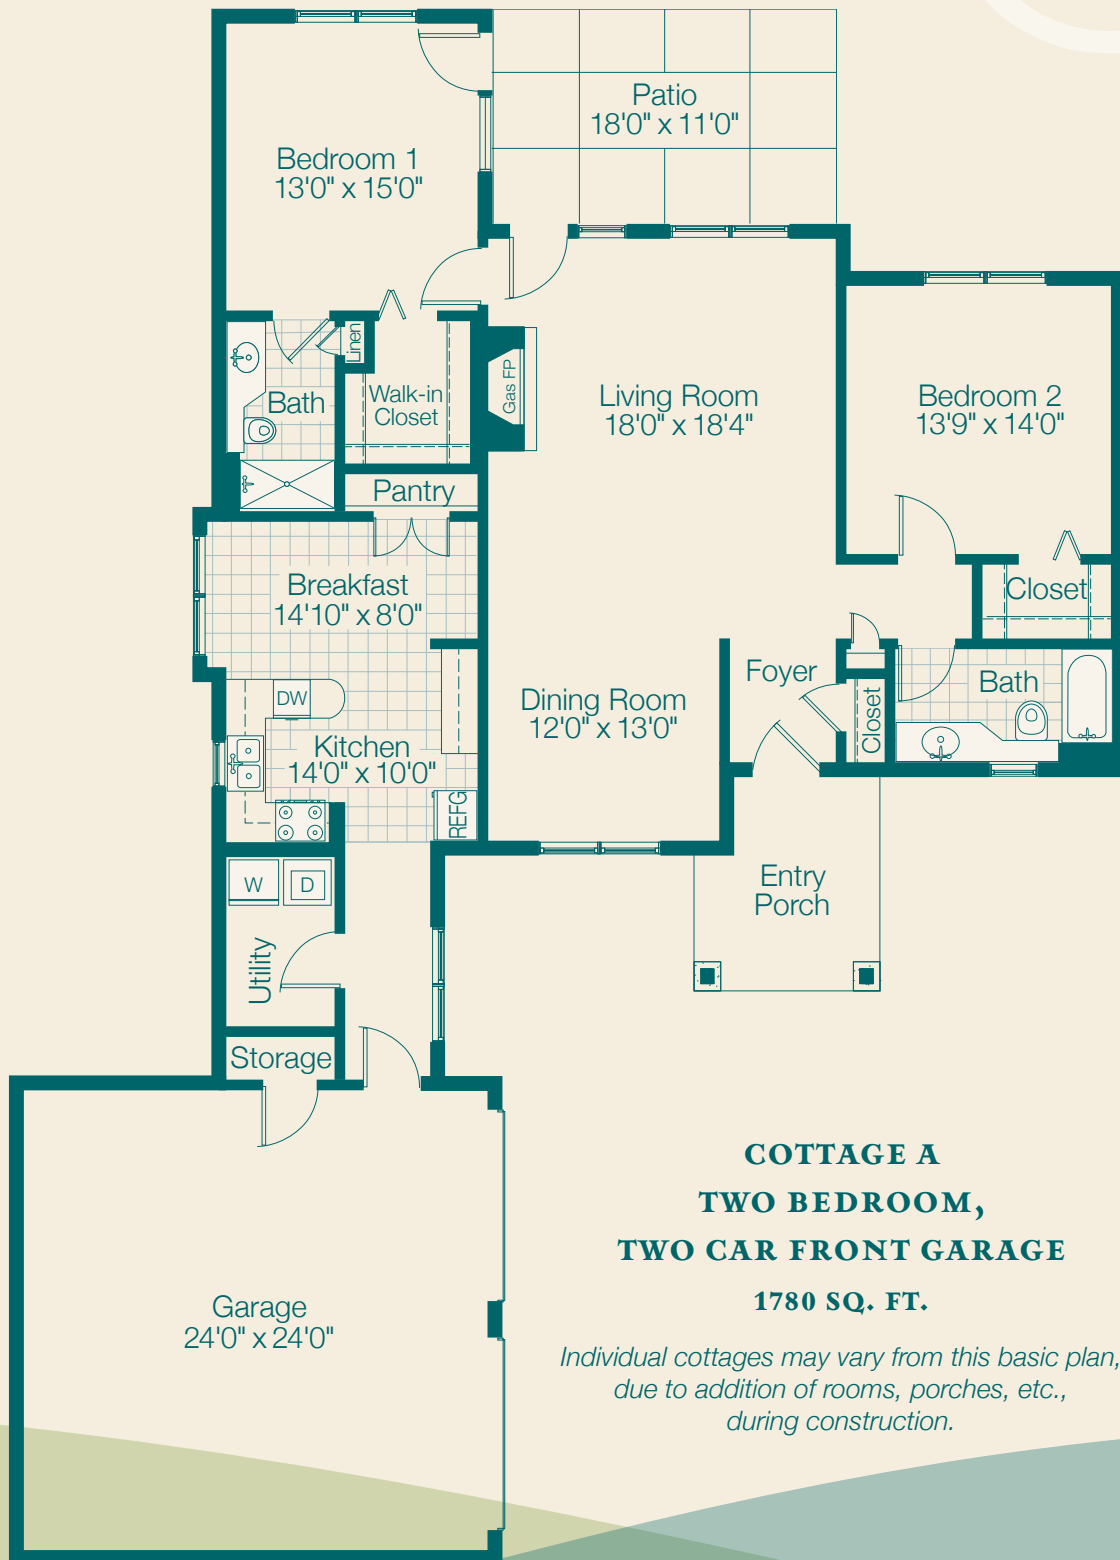 Patio
18'0" x 11'0"
Bedroom 1
13'0" x 15'0"
Linen
Bath
Walk-in
Closet
Gas FP
Living Room
18'0" x 18'4"
Bedroom 2
13'9" x 14'0"
Pantry
Breakfast
14'10" x 8'0"
Closet
Foyer
Closet
Bath
DW
Kitchen
14'0" x 10'0"
REFG
Dining Room
12'0" x 13'0"
W
D
Utility
Entry
Porch
Storage
Garage
24'0" x 24'0"
COTTAGE A
TWO BEDROOM,
TWO CAR FRONT GARAGE
1780 SQ. FT.
Individual cottages may vary from this basic plan,
due to addition of rooms, porches, etc.,
during construction.